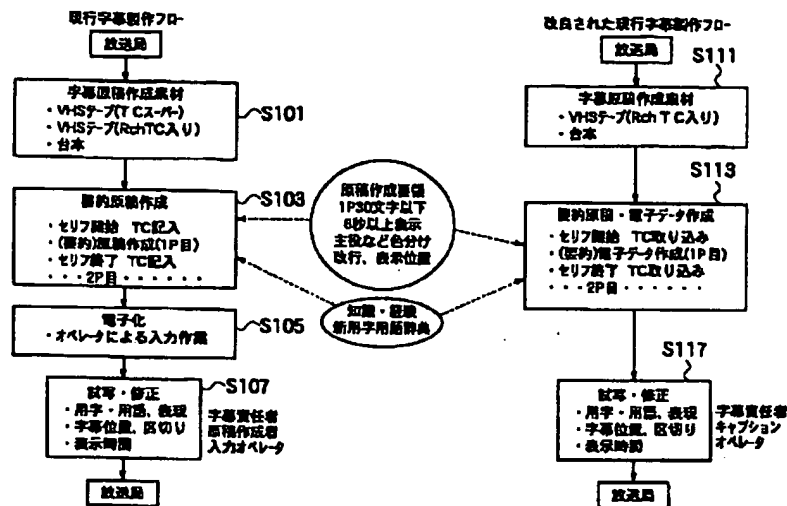 現行字幕製作フロー
放送局
字幕原稿作成素材
・VHSテープ(TCスーパー)
・VHSテープ(RchTC入り)
・台本
S101
要約原稿作成
・セリフ開始 TC記入
・(要約)原稿作成(1P目)
・セリフ終了 TC記入
・・・2P目・・・・・・
S103
電子化
・オペレータによる入力作業
S105
試写・修正
・用字・用語、表現
・字幕位置、区切り
・表示時間
S107
字幕責任者
原稿作成者
入力オペレータ
放送局
原稿作成要領
1P30文字以下
6秒以上表示
主役など色分け
改行、表示位置
知識・経験
新用字用語辞典
改良された現行字幕製作フロー
放送局
S111
字幕原稿作成素材
・VHSテープ(RchTC入り)
・台本
S113
要約原稿・電子データ作成
・セリフ開始 TC取り込み
・(要約)電子データ作成(1P目)
・セリフ終了 TC取り込み
・・・2P目・・・・・・
S117
試写・修正
・用字・用語、表現
・字幕位置、区切り
・表示時間
字幕責任者
キャプション
オペレータ
放送局